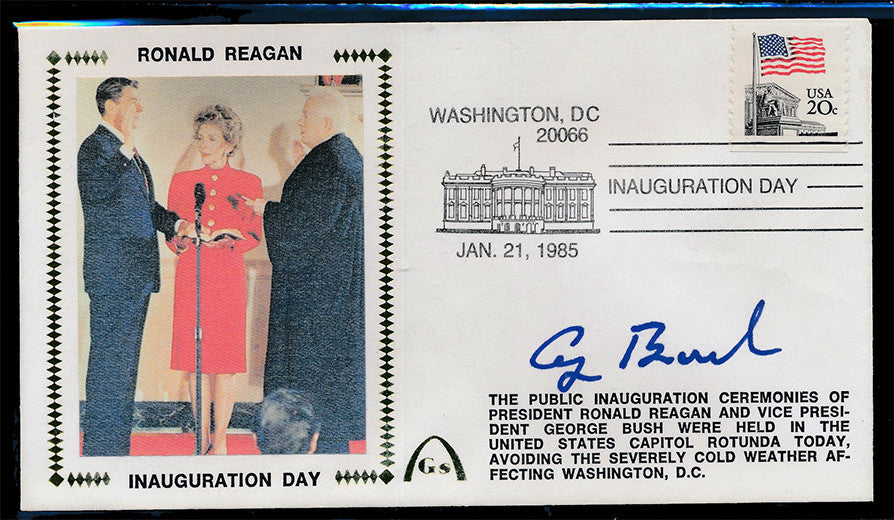 RONALD REAGAN
INAUGURATION DAY
WASHINGTON, DC
20066
JAN. 21, 1985
INAUGURATION DAY
USA
20c
THE PUBLIC INAUGURATION CEREMONIES OF
PRESIDENT RONALD REAGAN AND VICE PRESI-
DENT GEORGE BUSH WERE HELD IN THE
UNITED STATES CAPITOL ROTUNDA TODAY,
AVOIDING THE SEVERELY COLD WEATHER AF-
FECTING WASHINGTON, D.C.
Gs